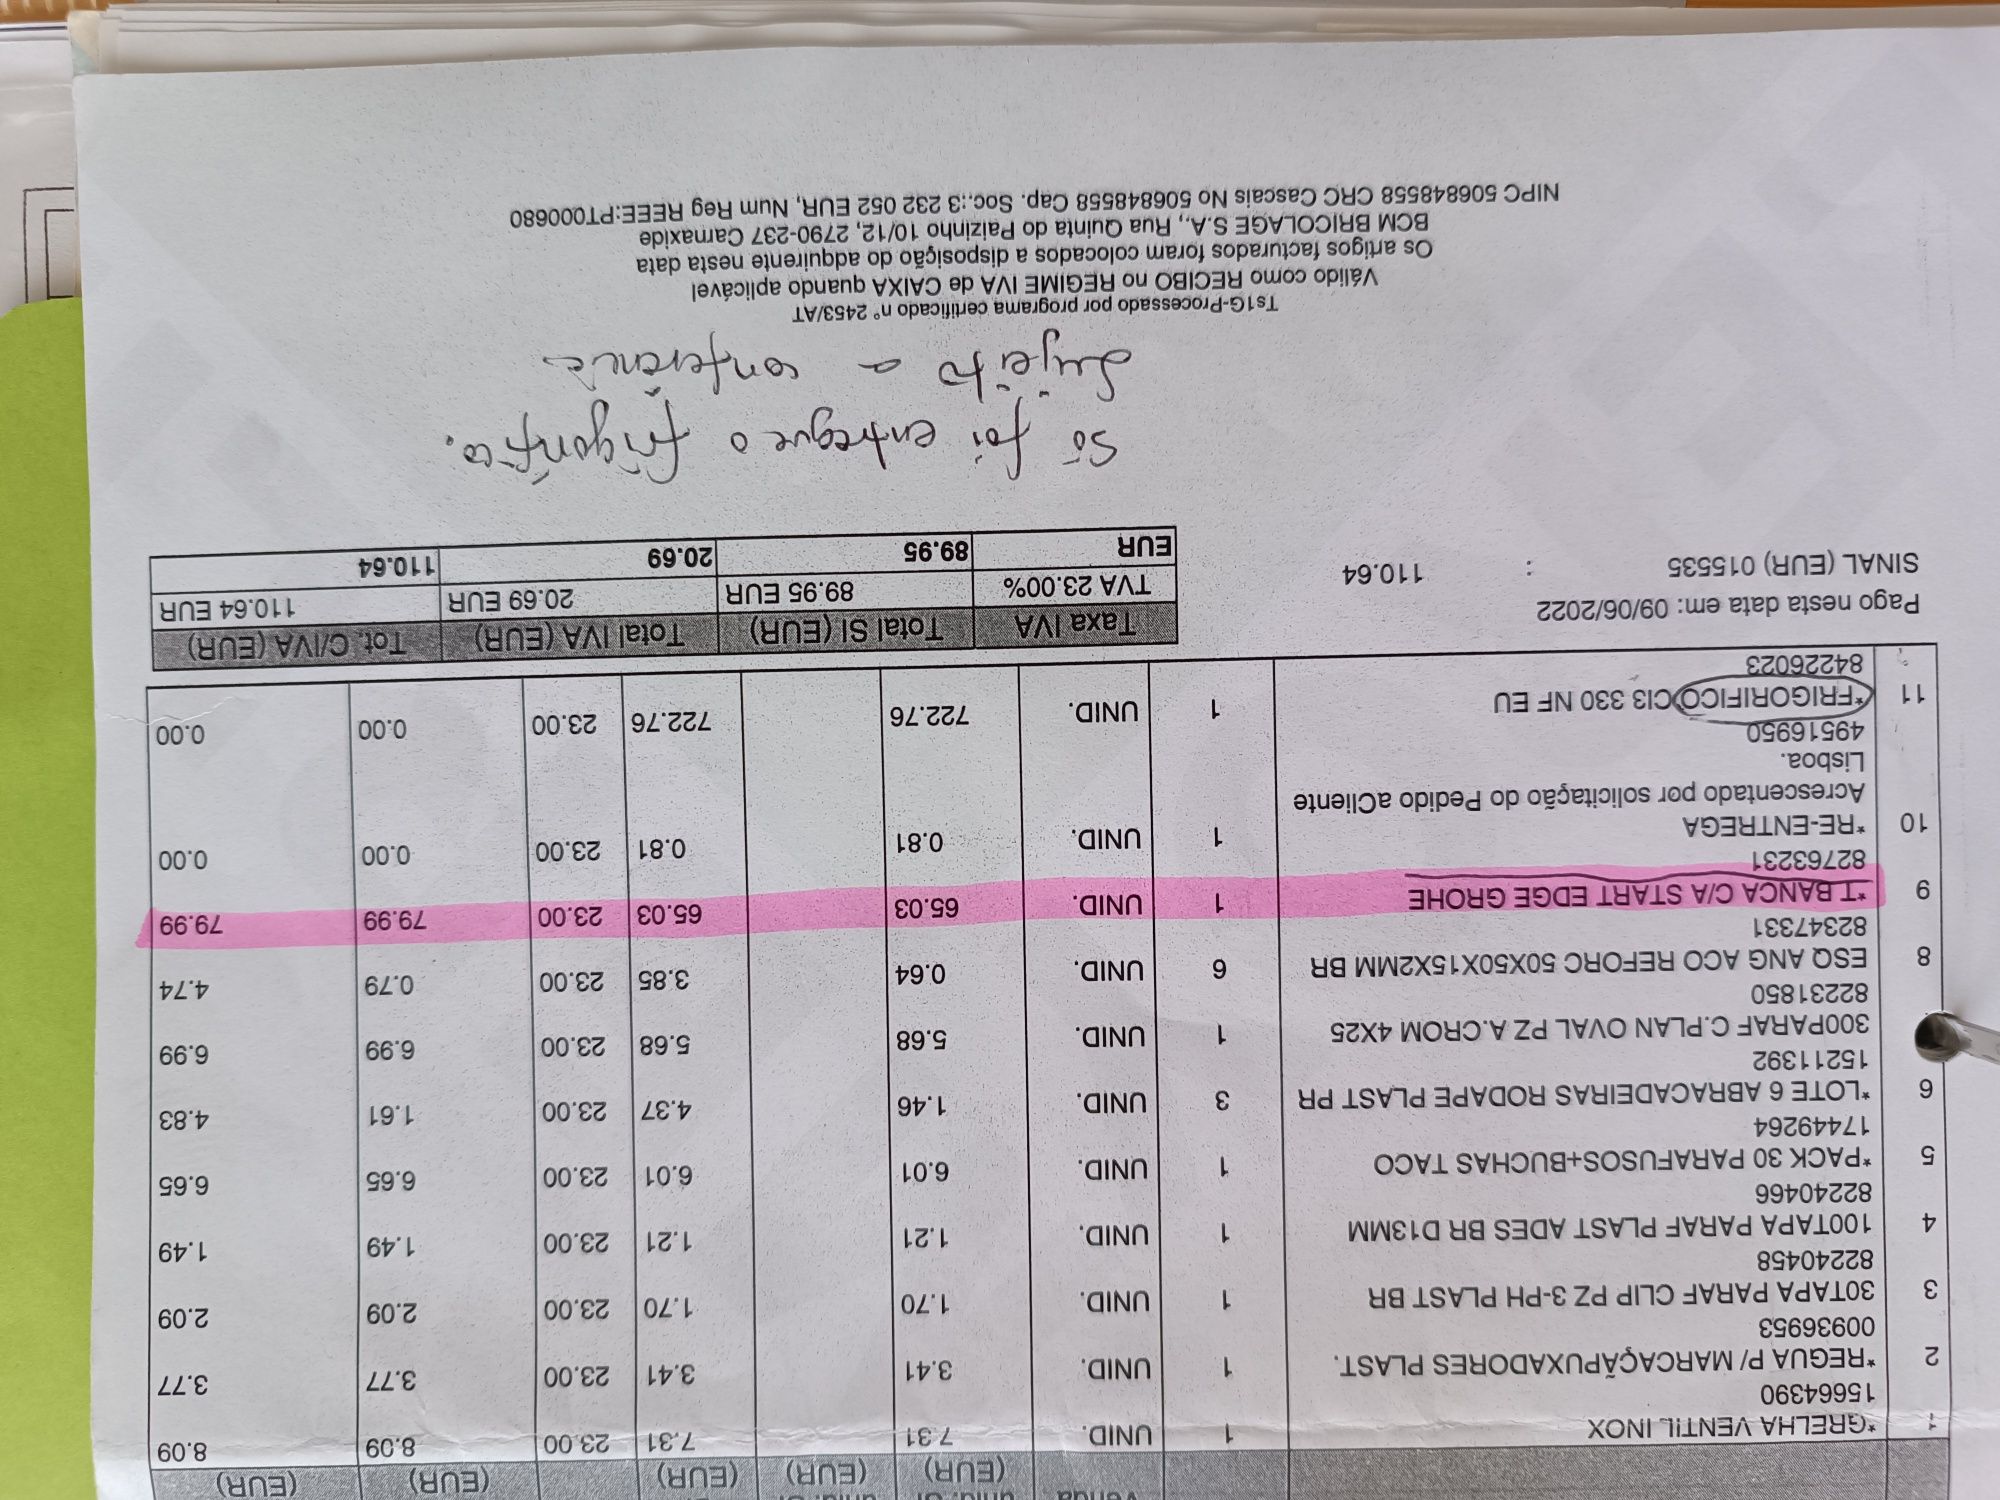 (EUR) (EUR) (EUR) (EUR) (EUR)
1 *GRELHA VENTIL INOX 1 UNID. 7.31 7.31 23.00 8.09 8.09
15664390
2 *REGUA P/ MARCAÇÃPUXADORES PLAST. 1 UNID. 3.41 3.41 23.00 3.77 3.77
00936953
3 30TAPA PARAF CLIP PZ 3-PH PLAST BR 1 UNID. 1.70 1.70 23.00 2.09 2.09
82240458
4 100TAPA PARAF PLAST ADES BR D13MM 1 UNID. 1.21 1.21 23.00 1.49 1.49
82240466
5 *PACK 30 PARAFUSOS+BUCHAS TACO 1 UNID. 6.01 6.01 23.00 6.65 6.65
17449264
6 *LOTE 6 ABRACADEIRAS RODAPE PLAST PR 3 UNID. 1.46 4.37 23.00 1.61 4.83
15211392
300PARAF C.PLAN OVAL PZ A.CROM 4X25 1 UNID. 5.68 5.68 23.00 6.99 6.99
82231850
8 ESQ ANG ACO REFORC 50X50X15X2MM BR 6 UNID. 0.64 3.85 23.00 0.79 4.74
82347331
9 *T.BANCA C/A START EDGE GROHE 1 UNID. 65.03 65.03 23.00 79.99 79.99
82763231
10 *RE-ENTREGA 1 UNID. 0.81 0.81 23.00 0.00 0.00
Acrescentado por solicitação do Pedido aCliente
Lisboa.
49516950
11 *FRIGORIFICO CI3 330 NF EU 1 UNID. 722.76 722.76 23.00 0.00 0.00
84226023
Pago nesta data em: 09/06/2022
SINAL (EUR) 015535 : 110.64
Taxa IVA Total SI (EUR) Total IVA (EUR) Tot. C/IVA (EUR)
TVA 23.00% 89.95 EUR 20.69 EUR 110.64 EUR
EUR 89.95 20.69 110.64
Só foi entregue o frigorífico.
Sujeito a conferência
Ts1G-Processado por programa certificado n° 2453/AT
Válido como RECIBO no REGIME IVA de CAIXA quando aplicável
Os artigos facturados foram colocados a disposição do adquirente nesta data
BCM BRICOLAGE S.A., Rua Quinta do Paizinho 10/12, 2790-237 Carnaxide
NIPC 506848558 CRC Cascais No 506848558 Cap. Soc.:3 232 052 EUR, Num Reg REEE:PT000680